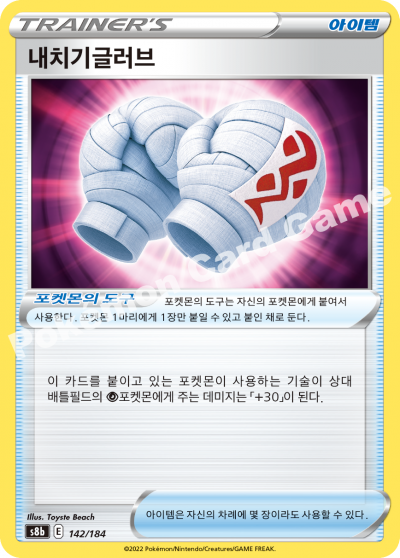 TRAINER'S
아이템
내치기글러브
포켓몬의 도구 포켓몬의 도구는 자신의 포켓몬에게 붙여서
사용한다. 포켓몬 1마리에게 1장만 붙일 수 있고 붙인 채로 둔다.
이 카드를 붙이고 있는 포켓몬이 사용하는 기술이 상대
배틀필드의 포켓몬에게 주는 데미지는 「+30」이 된다.
Illus. Toyste Beach
s8b E 142/184
아이템은 자신의 차례에 몇 장이라도 사용할 수 있다.
©2022 Pokémon/Nintendo/Creatures/GAME FREAK.
Pokémon Card Game